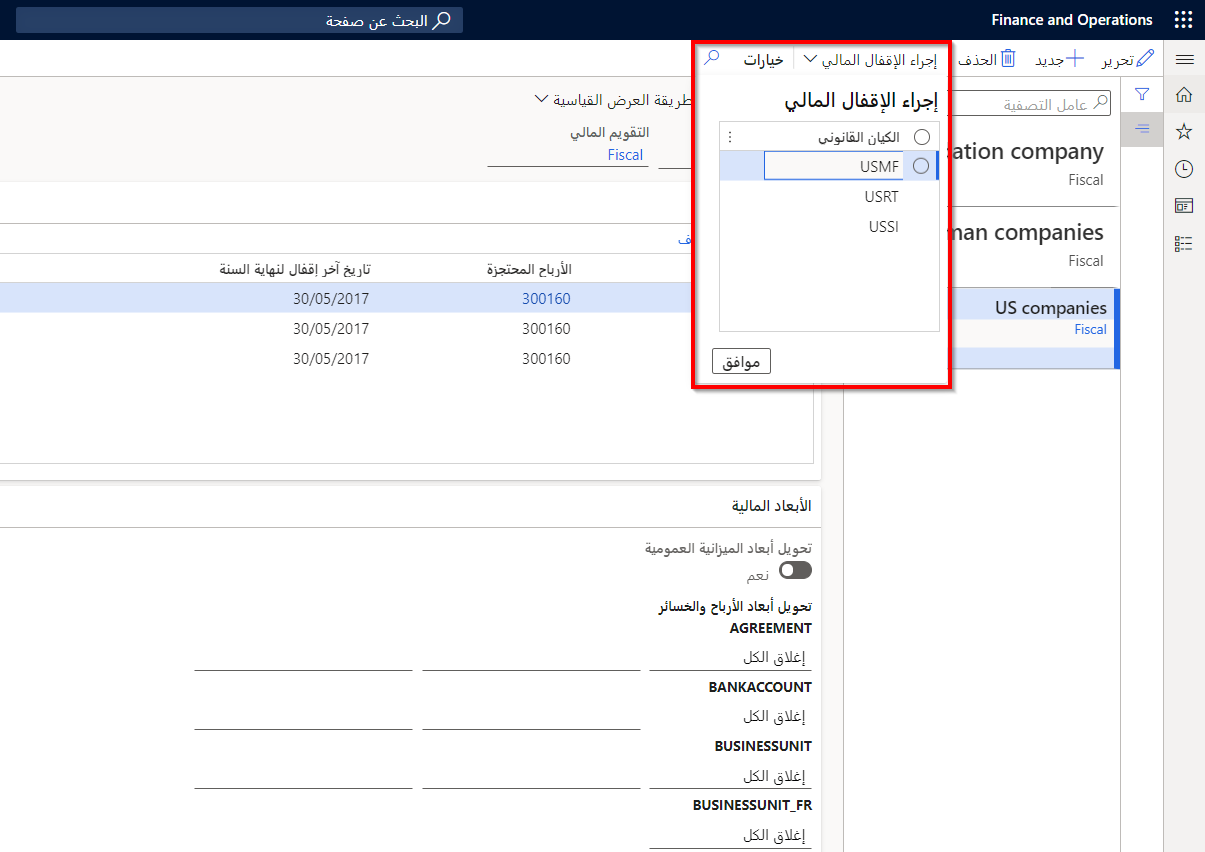 Finance and Operations
البحث عن صفحة
تحرير
جديد
الحذف
إجراء الإقفال المالي
خيارات
إجراء الإقفال المالي
الكيان القانوني
USMF
USRT
USSI
موافق
عامل التصفية
ation company
Fiscal
man companies
Fiscal
US companies
Fiscal
طريقة العرض القياسية
التقويم المالي
Fiscal
الأرباح المحتجزة
تاريخ آخر إقفال لنهاية السنة
300160
30/05/2017
300160
30/05/2017
300160
30/05/2017
الأبعاد المالية
تحويل أبعاد الميزانية العمومية
نعم
تحويل أبعاد الأرباح والخسائر
AGREEMENT
إغلاق الكل
BANKACCOUNT
إغلاق الكل
BUSINESSUNIT
إغلاق الكل
BUSINESSUNIT_FR
إغلاق الكل